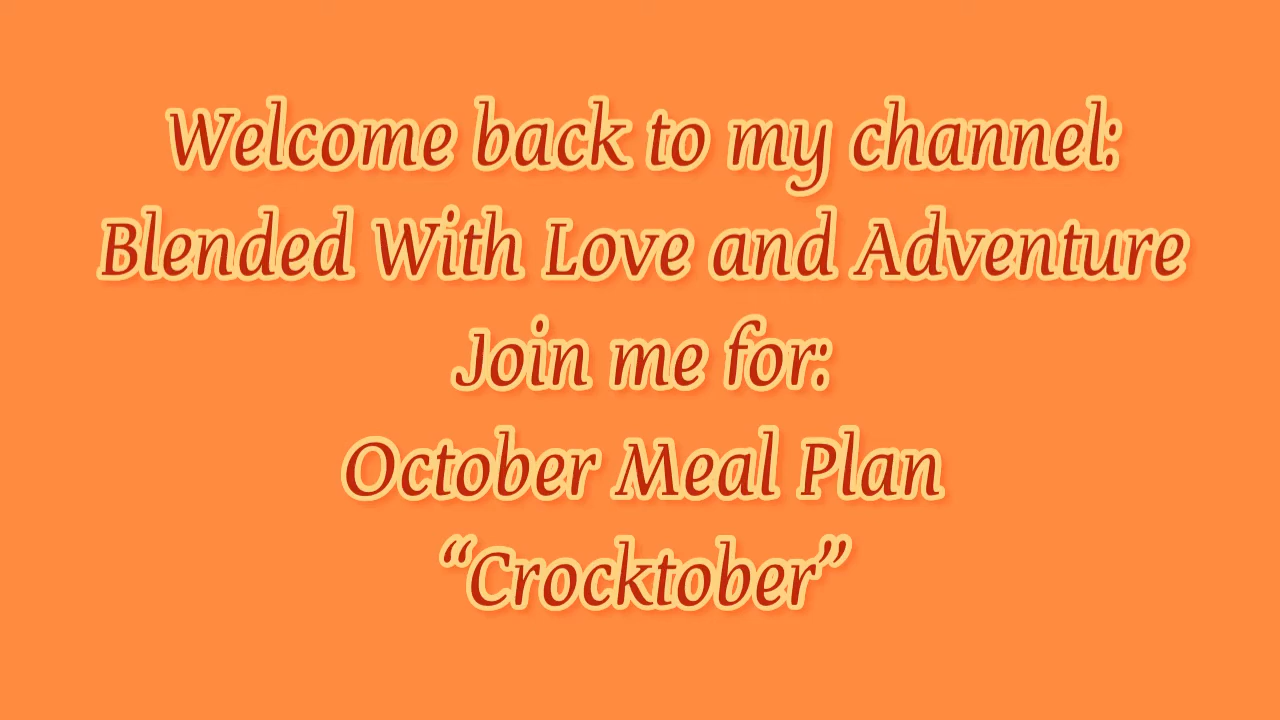 Welcome back to my channel:
Blended With Love and Adventure
Join me for:
October Meal Plan
“Crocktober”